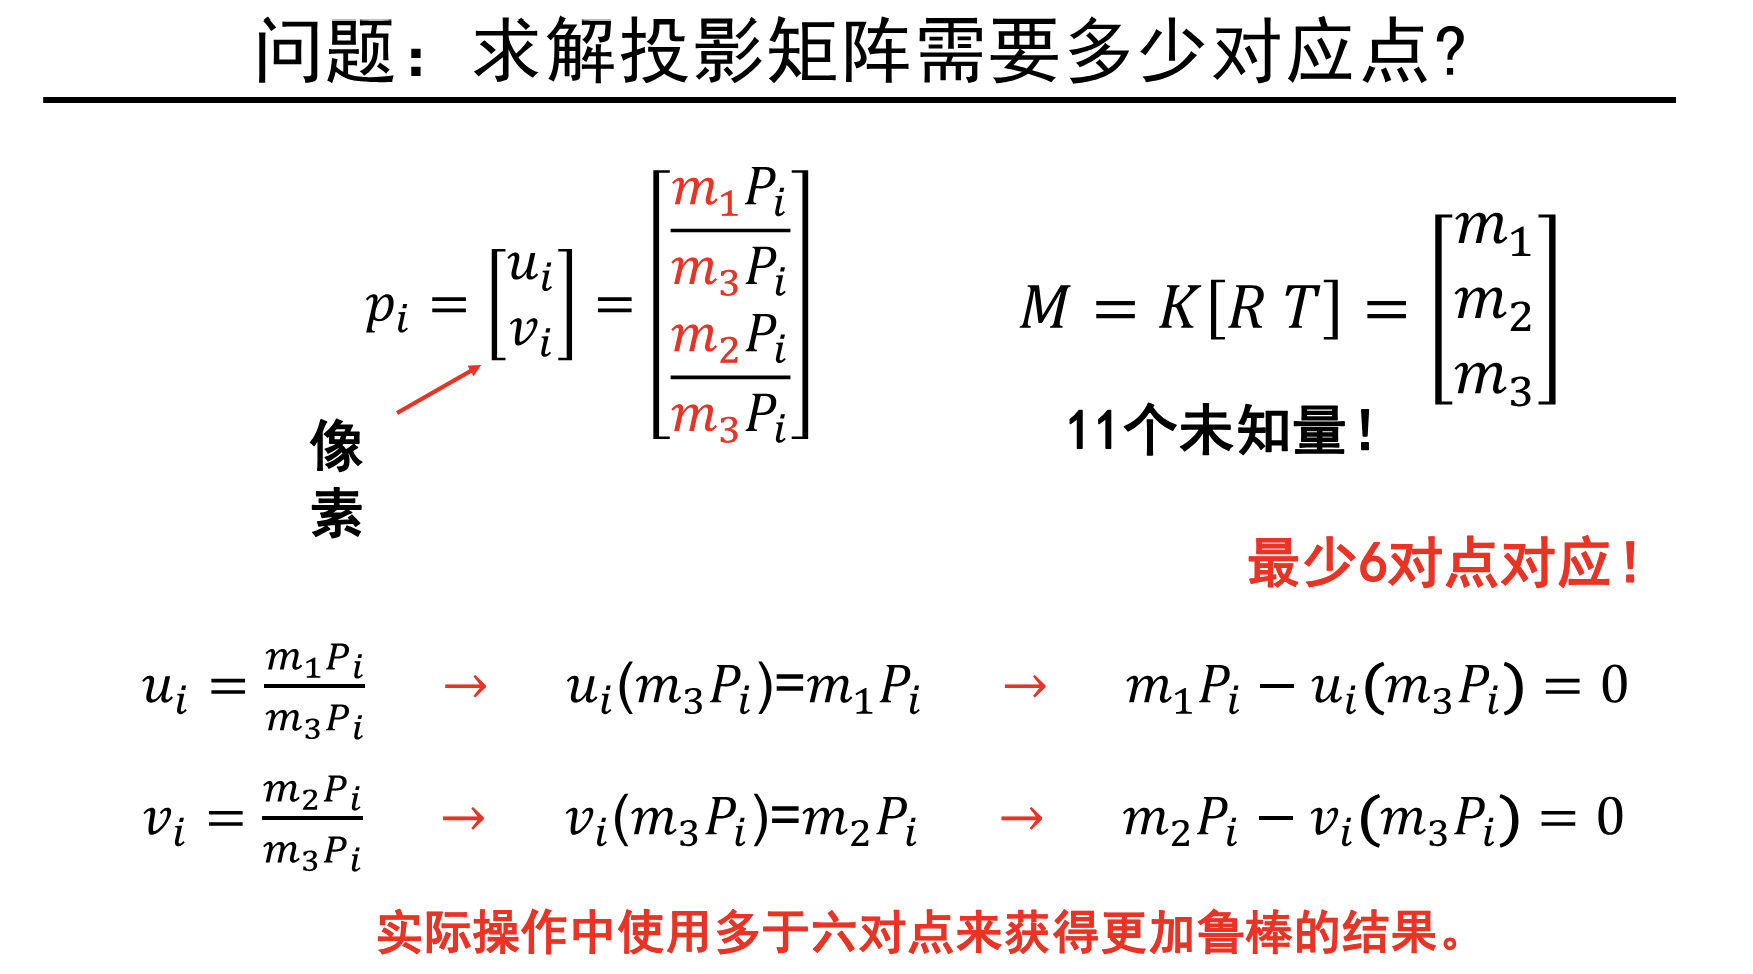 问题：求解投影矩阵需要多少对应点?
p_i = [u_i v_i] = [m_1P_i/m_3P_i m_2P_i/m_3P_i]
M = K[R T] = [m_1 m_2 m_3]
像素
11个未知量！
最少6对点对应！
u_i = m_1P_i/m_3P_i → u_i(m_3P_i)=m_1P_i → m_1P_i − u_i(m_3P_i) = 0
v_i = m_2P_i/m_3P_i → v_i(m_3P_i)=m_2P_i → m_2P_i − v_i(m_3P_i) = 0
实际操作中使用多于六对点来获得更加鲁棒的结果。